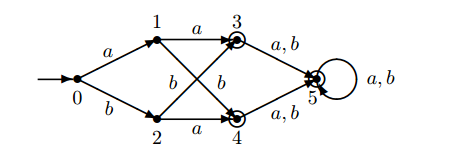 1 a 3
a a, b
0 b b 5 a, b
b a, b
2 a 4